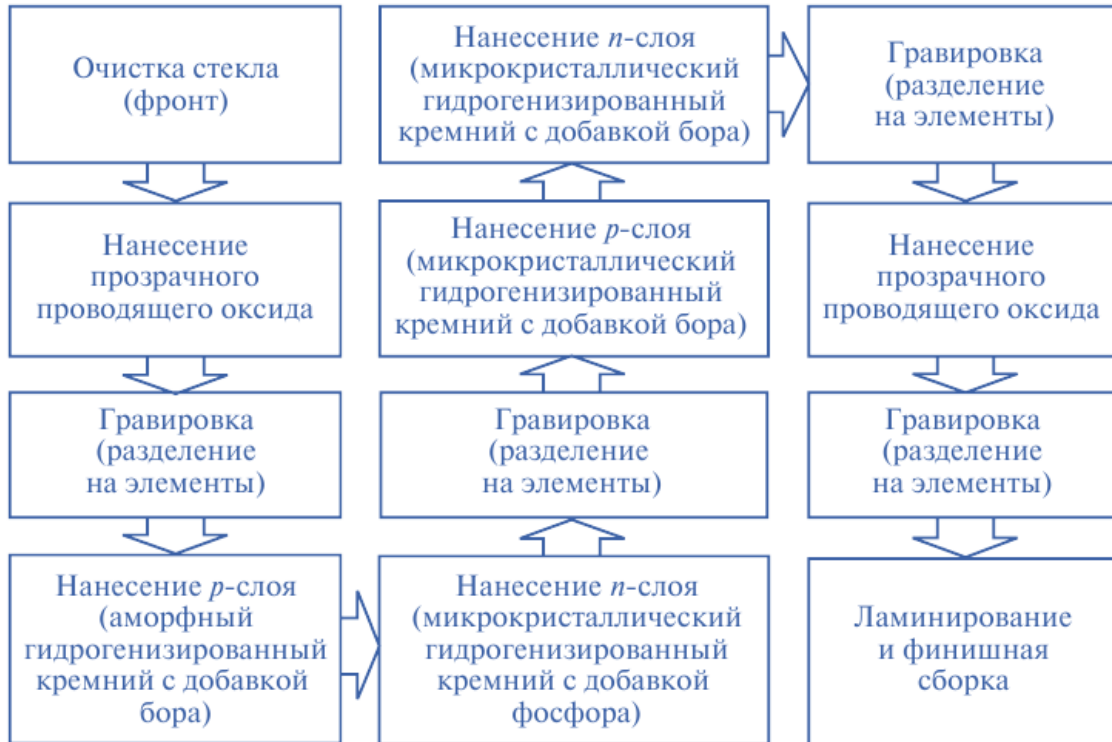 Очистка стекла
(фронт)
Нанесение
прозрачного
проводящего оксида
Гравировка
(разделение
на элементы)
Нанесение p-слоя
(аморфный
гидрогенизированный
кремний с добавкой
бора)
Нанесение n-слоя
(микрокристаллический
гидрогенизированный
кремний с добавкой
фосфора)
Гравировка
(разделение
на элементы)
Нанесение p-слоя
(микрокристаллический
гидрогенизированный
кремний с добавкой бора)
Нанесение n-слоя
(микрокристаллический
гидрогенизированный
кремний с добавкой бора)
Гравировка
(разделение
на элементы)
Нанесение
прозрачного
проводящего оксида
Гравировка
(разделение
на элементы)
Ламинирование
и финишная
сборка